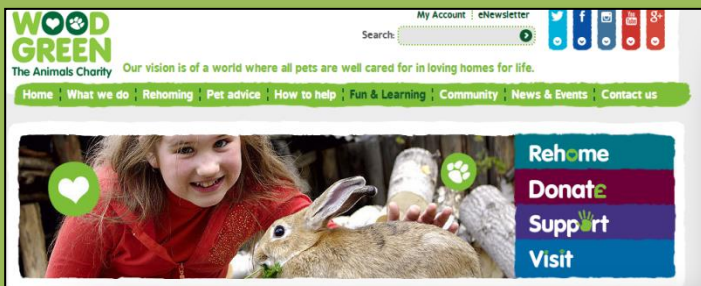 WOOD
GREEN
The Animals Charity
My Account eNewsletter
Search:
Our vision is of a world where all pets are well cared for in loving homes for life.
Home What we do Rehoming Pet advice How to help Fun & Learning Community News & Events Contact us
Rehome
Donate
Support
Visit